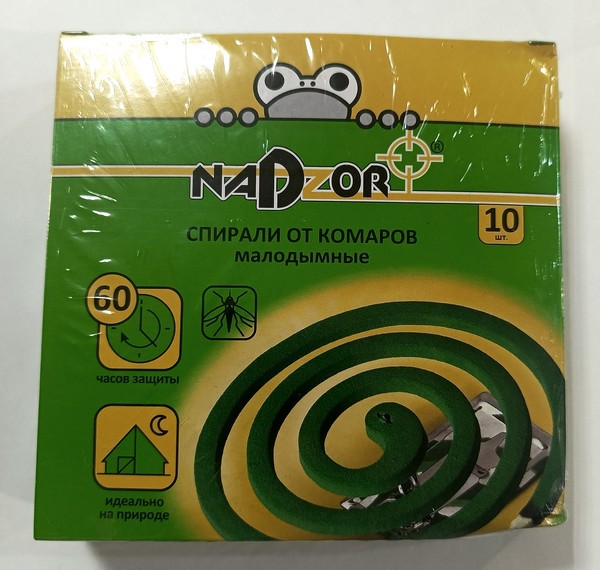 NADZOR®
10
шт.
СПИРАЛИ ОТ КОМАРОВ
малодымные
60
часов защиты
идеально
на природе